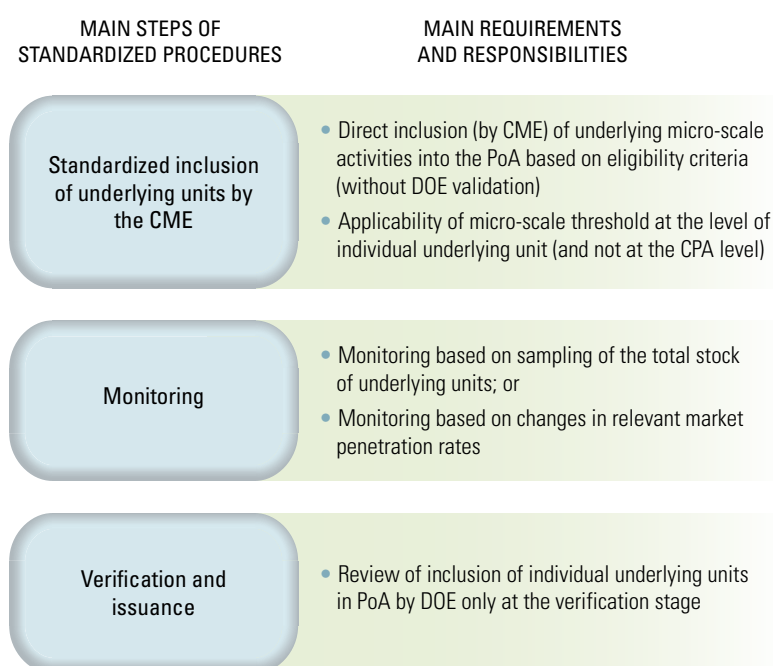 MAIN STEPS OF
STANDARDIZED PROCEDURES
MAIN REQUIREMENTS
AND RESPONSIBILITIES
Standardized inclusion
of underlying units by
the CME
• Direct inclusion (by CME) of underlying micro-scale
activities into the PoA based on eligibility criteria
(without DOE validation)
• Applicability of micro-scale threshold at the level of
individual underlying unit (and not at the CPA level)
Monitoring
• Monitoring based on sampling of the total stock
of underlying units; or
• Monitoring based on changes in relevant market
penetration rates
Verification and
issuance
• Review of inclusion of individual underlying units
in PoA by DOE only at the verification stage